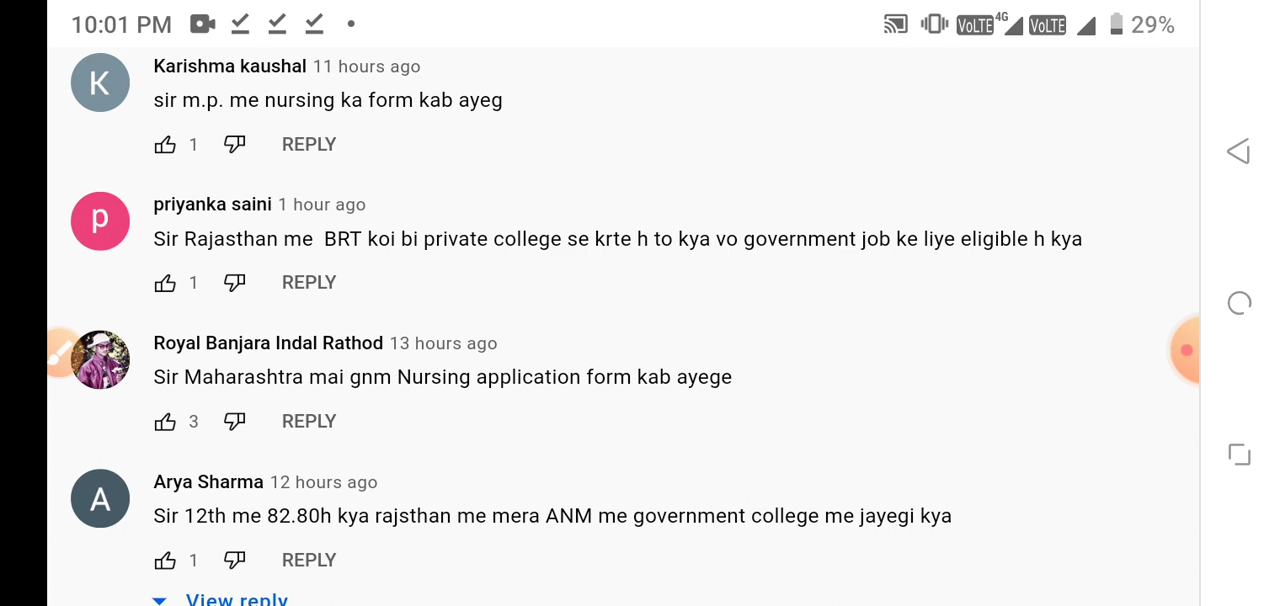 10:01 PM
VoLTE 4G VoLTE 29%
K
Karishma kaushal 11 hours ago
sir m.p. me nursing ka form kab ayeg
1 REPLY
p
priyanka saini 1 hour ago
Sir Rajasthan me BRT koi bi private college se krte h to kya vo government job ke liye eligible h kya
1 REPLY
Royal Banjara Indal Rathod 13 hours ago
Sir Maharashtra mai gnm Nursing application form kab ayege
3 REPLY
A
Arya Sharma 12 hours ago
Sir 12th me 82.80h kya rajsthan me mera ANM me government college me jayegi kya
1 REPLY
View reply